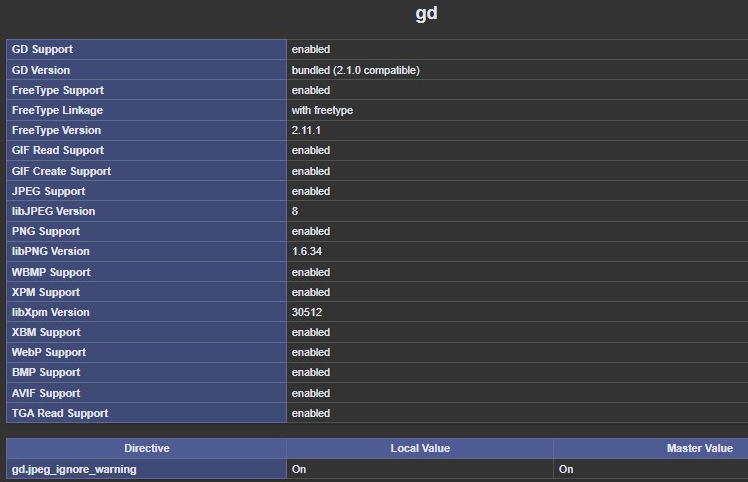 gd
GD Support enabled
GD Version bundled (2.1.0 compatible)
FreeType Support enabled
FreeType Linkage with freetype
FreeType Version 2.11.1
GIF Read Support enabled
GIF Create Support enabled
JPEG Support enabled
libJPEG Version 8
PNG Support enabled
libPNG Version 1.6.34
WBMP Support enabled
XPM Support enabled
libXpm Version 30512
XBM Support enabled
WebP Support enabled
BMP Support enabled
AVIF Support enabled
TGA Read Support enabled
Directive Local Value Master Value
gd.jpeg_ignore_warning On On